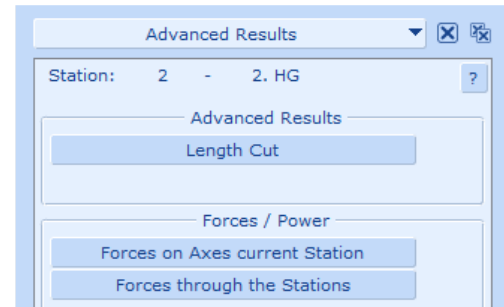 Advanced Results
Station: 2 - 2. HG ?
Advanced Results
Length Cut
Forces / Power
Forces on Axes current Station
Forces through the Stations